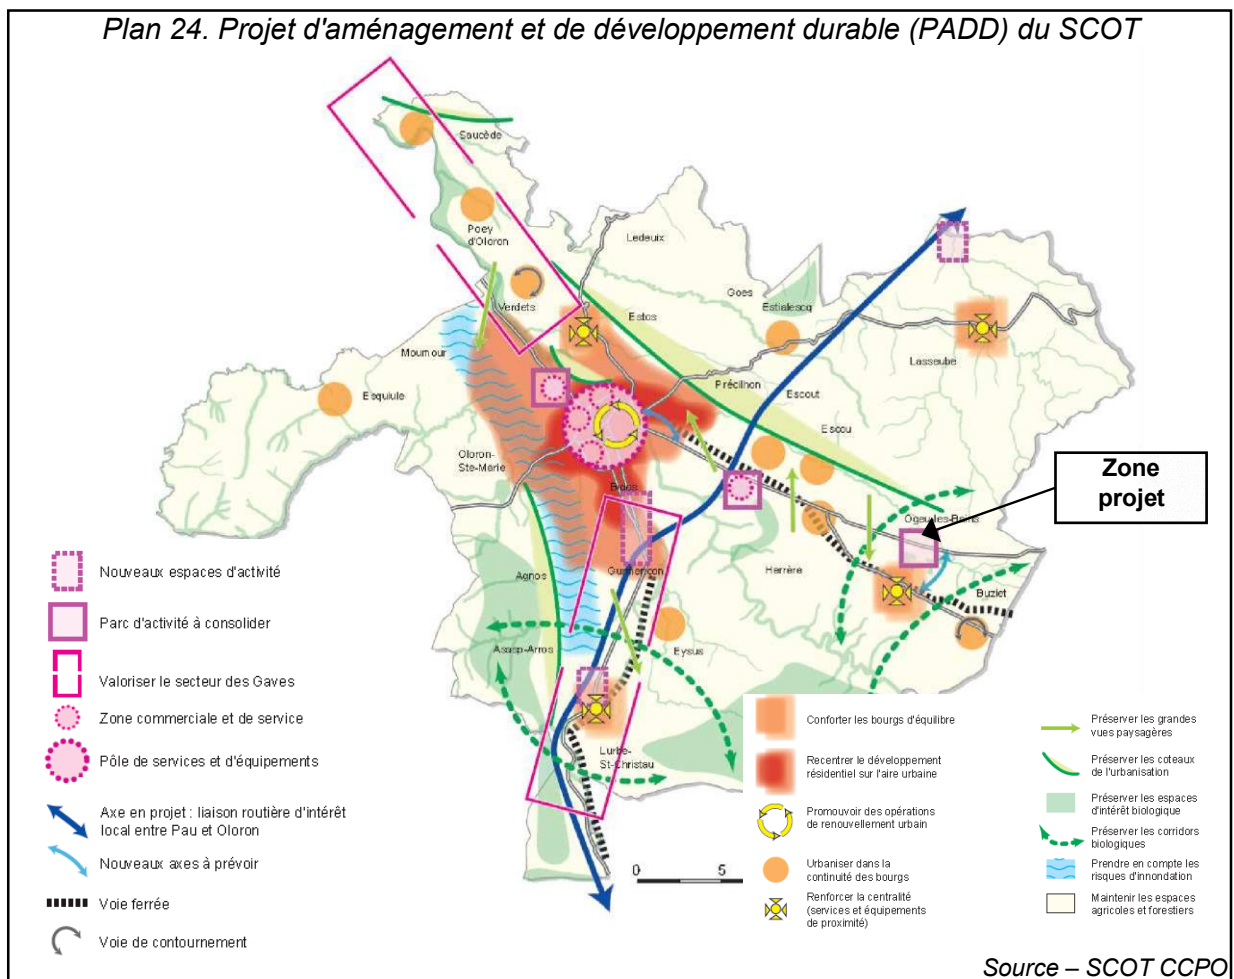 Plan 24. Projet d'aménagement et de développement durable (PADD) du SCOT
Saucède
Poey
d'Oloron
Ledeuix
Verdets
Goes
Estialescq
Estos
Moumour
Lasseube
Précilhon
Escout
Esquiule
Escou
Oloron-
Ste-Marie
Bidos
Zone
projet
Ogeu-les-Bains
Agnos
Gurmençon
Herrère
Buziet
Asasp-Arros
Eysus
Lurbe-
St-Christau
0 5
Nouveaux espaces d'activité
Parc d'activité à consolider
Valoriser le secteur des Gaves
Zone commerciale et de service
Pôle de services et d'équipements
Axe en projet : liaison routière d'intérêt
local entre Pau et Oloron
Nouveaux axes à prévoir
Voie ferrée
Voie de contournement
Conforter les bourgs d'équilibre
Recentrer le développement
résidentiel sur l'aire urbaine
Promouvoir des opérations
de renouvellement urbain
Urbaniser dans la
continuité des bourgs
Renforcer la centralité
(services et équipements
de proximité)
Préserver les grandes
vues paysagères
Préserver les coteaux
de l'urbanisation
Préserver les espaces
d'intérêt biologique
Préserver les corridors
biologiques
Prendre en compte les
risques d'innondation
Maintenir les espaces
agricoles et forestiers
Source – SCOT CCPO